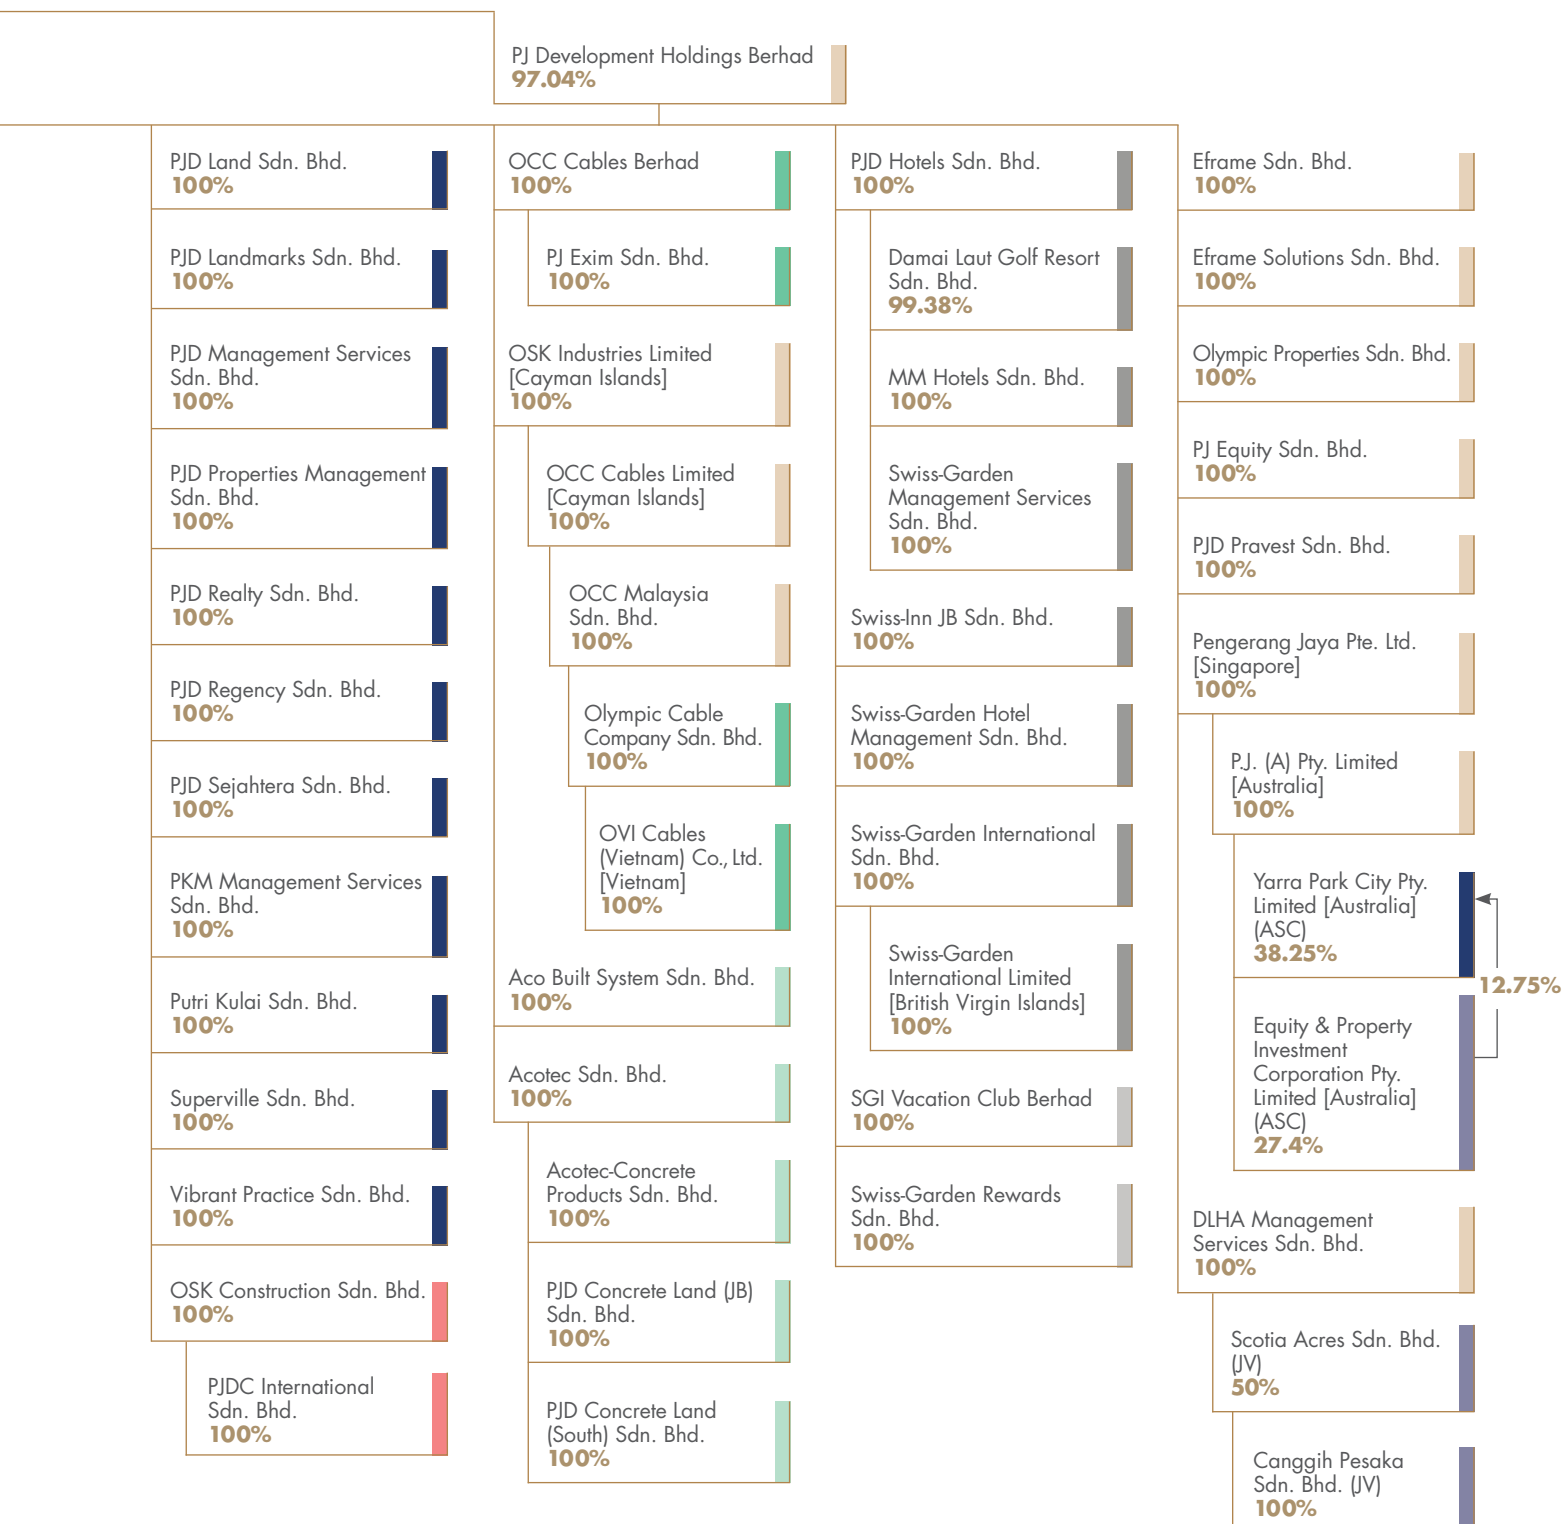 PJ Development Holdings Berhad
97.04%
PJD Land Sdn. Bhd.
100%
PJD Landmarks Sdn. Bhd.
100%
PJD Management Services
Sdn. Bhd.
100%
PJD Properties Management
Sdn. Bhd.
100%
PJD Realty Sdn. Bhd.
100%
PJD Regency Sdn. Bhd.
100%
PJD Sejahtera Sdn. Bhd.
100%
PKM Management Services
Sdn. Bhd.
100%
Putri Kulai Sdn. Bhd.
100%
Superville Sdn. Bhd.
100%
Vibrant Practice Sdn. Bhd.
100%
OSK Construction Sdn. Bhd.
100%
PJDC International
Sdn. Bhd.
100%
OCC Cables Berhad
100%
PJ Exim Sdn. Bhd.
100%
OSK Industries Limited
[Cayman Islands]
100%
OCC Cables Limited
[Cayman Islands]
100%
OCC Malaysia
Sdn. Bhd.
100%
Olympic Cable
Company Sdn. Bhd.
100%
OVI Cables
(Vietnam) Co., Ltd.
[Vietnam]
100%
Aco Built System Sdn. Bhd.
100%
Acotec Sdn. Bhd.
100%
Acotec-Concrete
Products Sdn. Bhd.
100%
PJD Concrete Land (JB)
Sdn. Bhd.
100%
PJD Concrete Land
(South) Sdn. Bhd.
100%
PJD Hotels Sdn. Bhd.
100%
Damai Laut Golf Resort
Sdn. Bhd.
99.38%
MM Hotels Sdn. Bhd.
100%
Swiss-Garden
Management Services
Sdn. Bhd.
100%
Swiss-Inn JB Sdn. Bhd.
100%
Swiss-Garden Hotel
Management Sdn. Bhd.
100%
Swiss-Garden International
Sdn. Bhd.
100%
Swiss-Garden
International Limited
[British Virgin Islands]
100%
SGI Vacation Club Berhad
100%
Swiss-Garden Rewards
Sdn. Bhd.
100%
Eframe Sdn. Bhd.
100%
Eframe Solutions Sdn. Bhd.
100%
Olympic Properties Sdn. Bhd.
100%
PJ Equity Sdn. Bhd.
100%
PJD Pravest Sdn. Bhd.
100%
Pengerang Jaya Pte. Ltd.
[Singapore]
100%
P.J. (A) Pty. Limited
[Australia]
100%
Yarra Park City Pty.
Limited [Australia]
(ASC)
38.25%
12.75%
Equity & Property
Investment
Corporation Pty.
Limited [Australia]
(ASC)
27.4%
DLHA Management
Services Sdn. Bhd.
100%
Scotia Acres Sdn. Bhd.
(JV)
50%
Canggih Pesaka
Sdn. Bhd. (JV)
100%